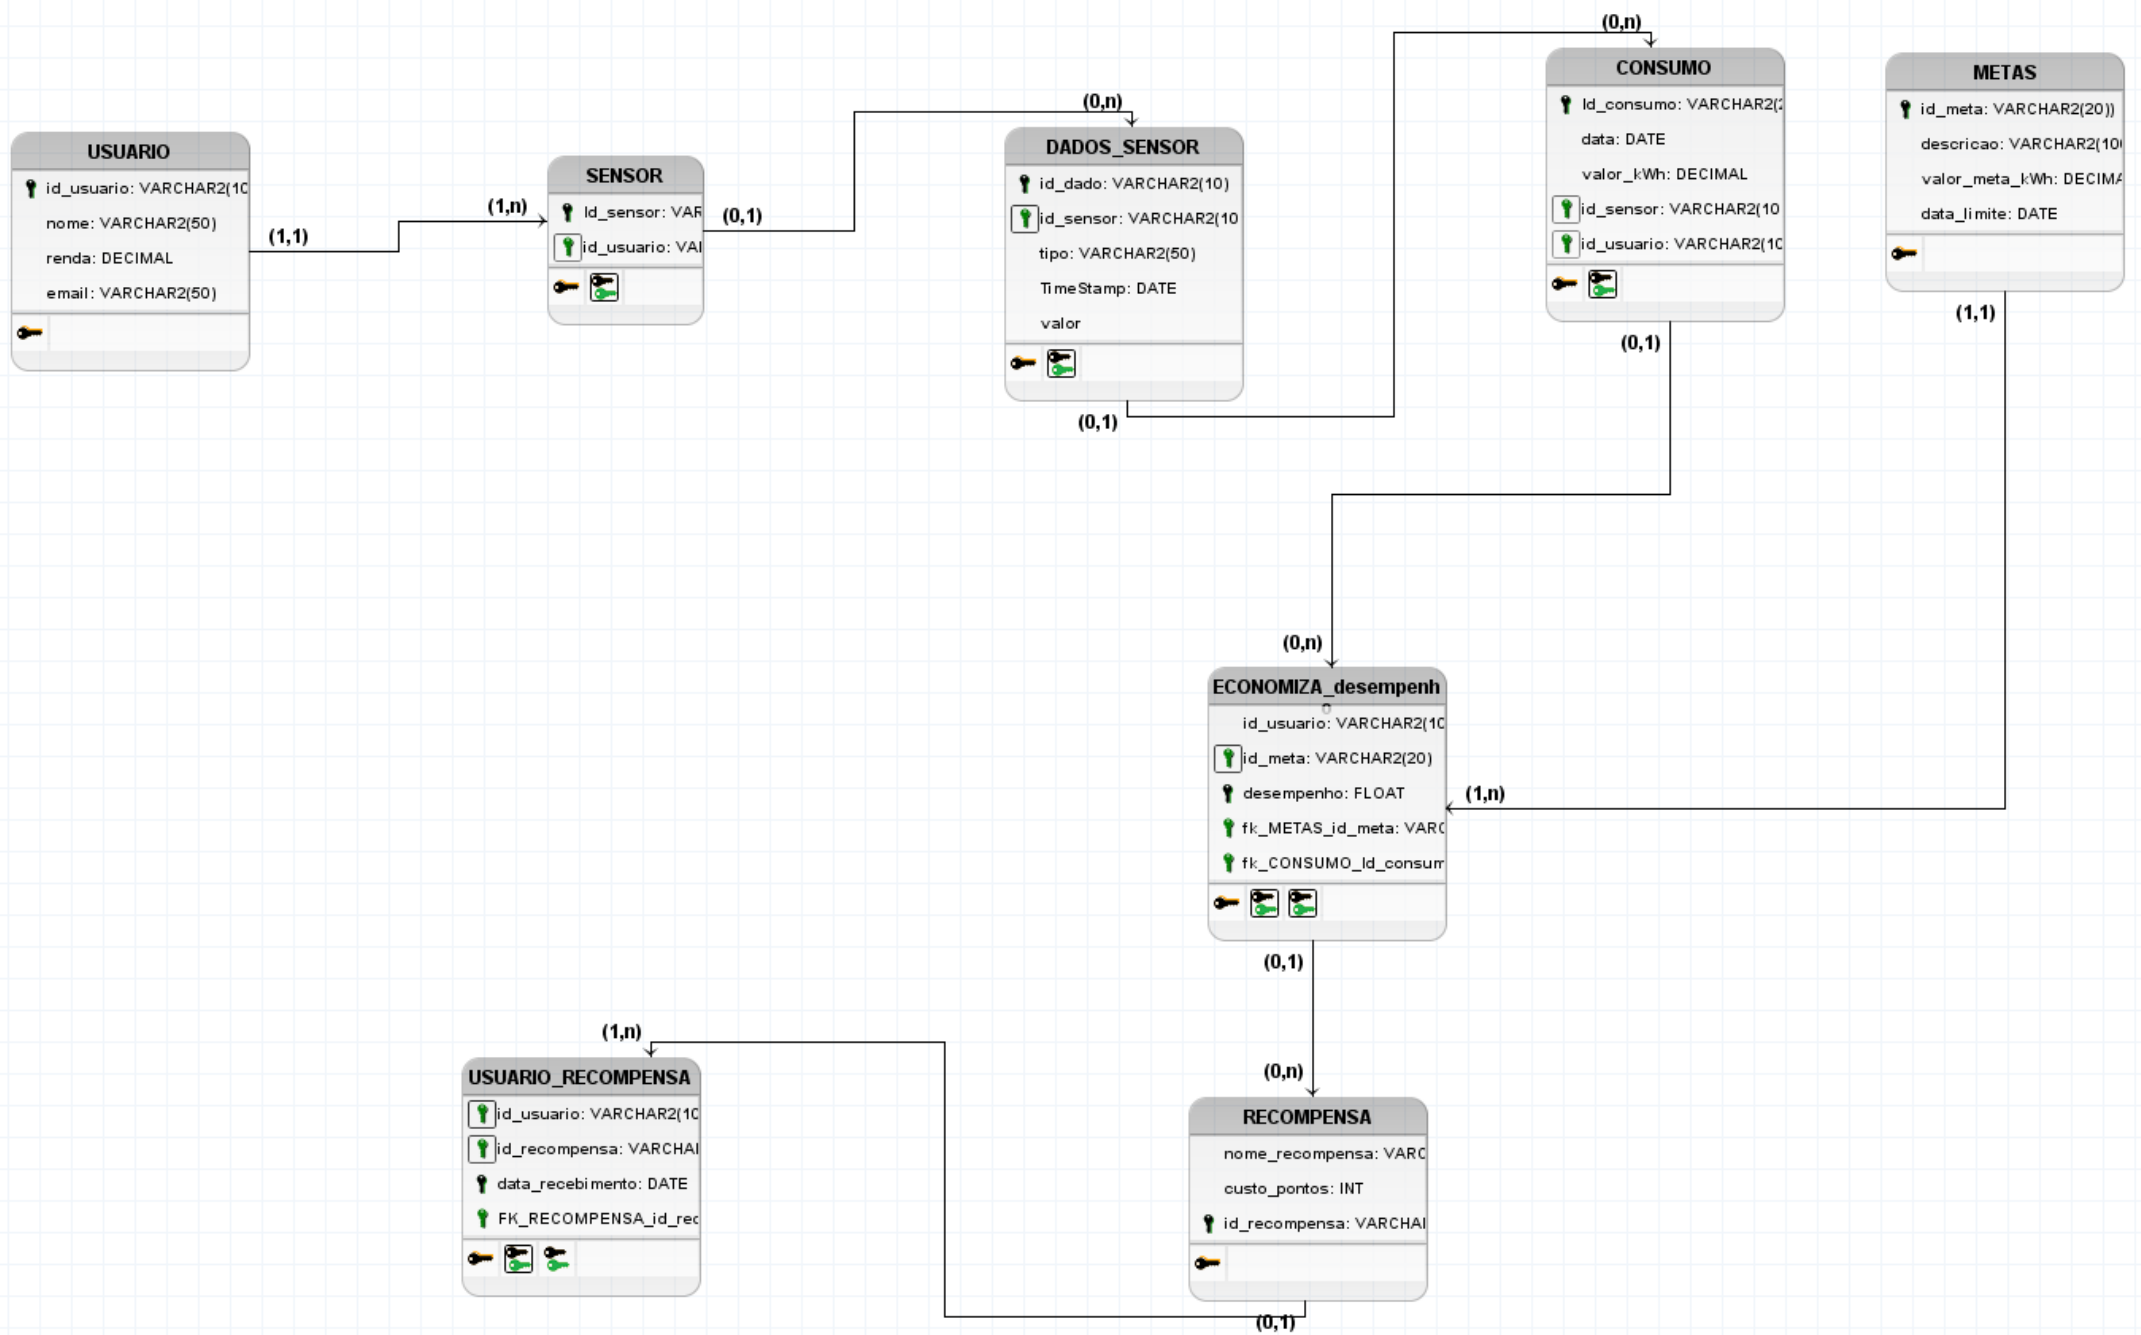 USUARIO
id_usuario: VARCHAR2(10
nome: VARCHAR2(50)
renda: DECIMAL
email: VARCHAR2(50)
(1,1)
(1,n)
SENSOR
Id_sensor: VAR
id_usuario: VAI
(0,1)
(0,n)
DADOS_SENSOR
id_dado: VARCHAR2(10)
id_sensor: VARCHAR2(10
tipo: VARCHAR2(50)
TimeStamp: DATE
valor
(0,1)
(0,n)
CONSUMO
Id_consumo: VARCHAR2(2
data: DATE
valor_kWh: DECIMAL
id_sensor: VARCHAR2(10
id_usuario: VARCHAR2(10
(0,1)
METAS
id_meta: VARCHAR2(20))
descricao: VARCHAR2(100
valor_meta_kWh: DECIMA
data_limite: DATE
(1,1)
(0,n)
ECONOMIZA_desempenh
o
id_usuario: VARCHAR2(10
id_meta: VARCHAR2(20)
desempenho: FLOAT
fk_METAS_id_meta: VARC
fk_CONSUMO_Id_consum
(1,n)
(0,1)
(0,n)
RECOMPENSA
nome_recompensa: VARC
custo_pontos: INT
id_recompensa: VARCHAI
(0,1)
(1,n)
USUARIO_RECOMPENSA
id_usuario: VARCHAR2(10
id_recompensa: VARCHAI
data_recebimento: DATE
FK_RECOMPENSA_id_rec